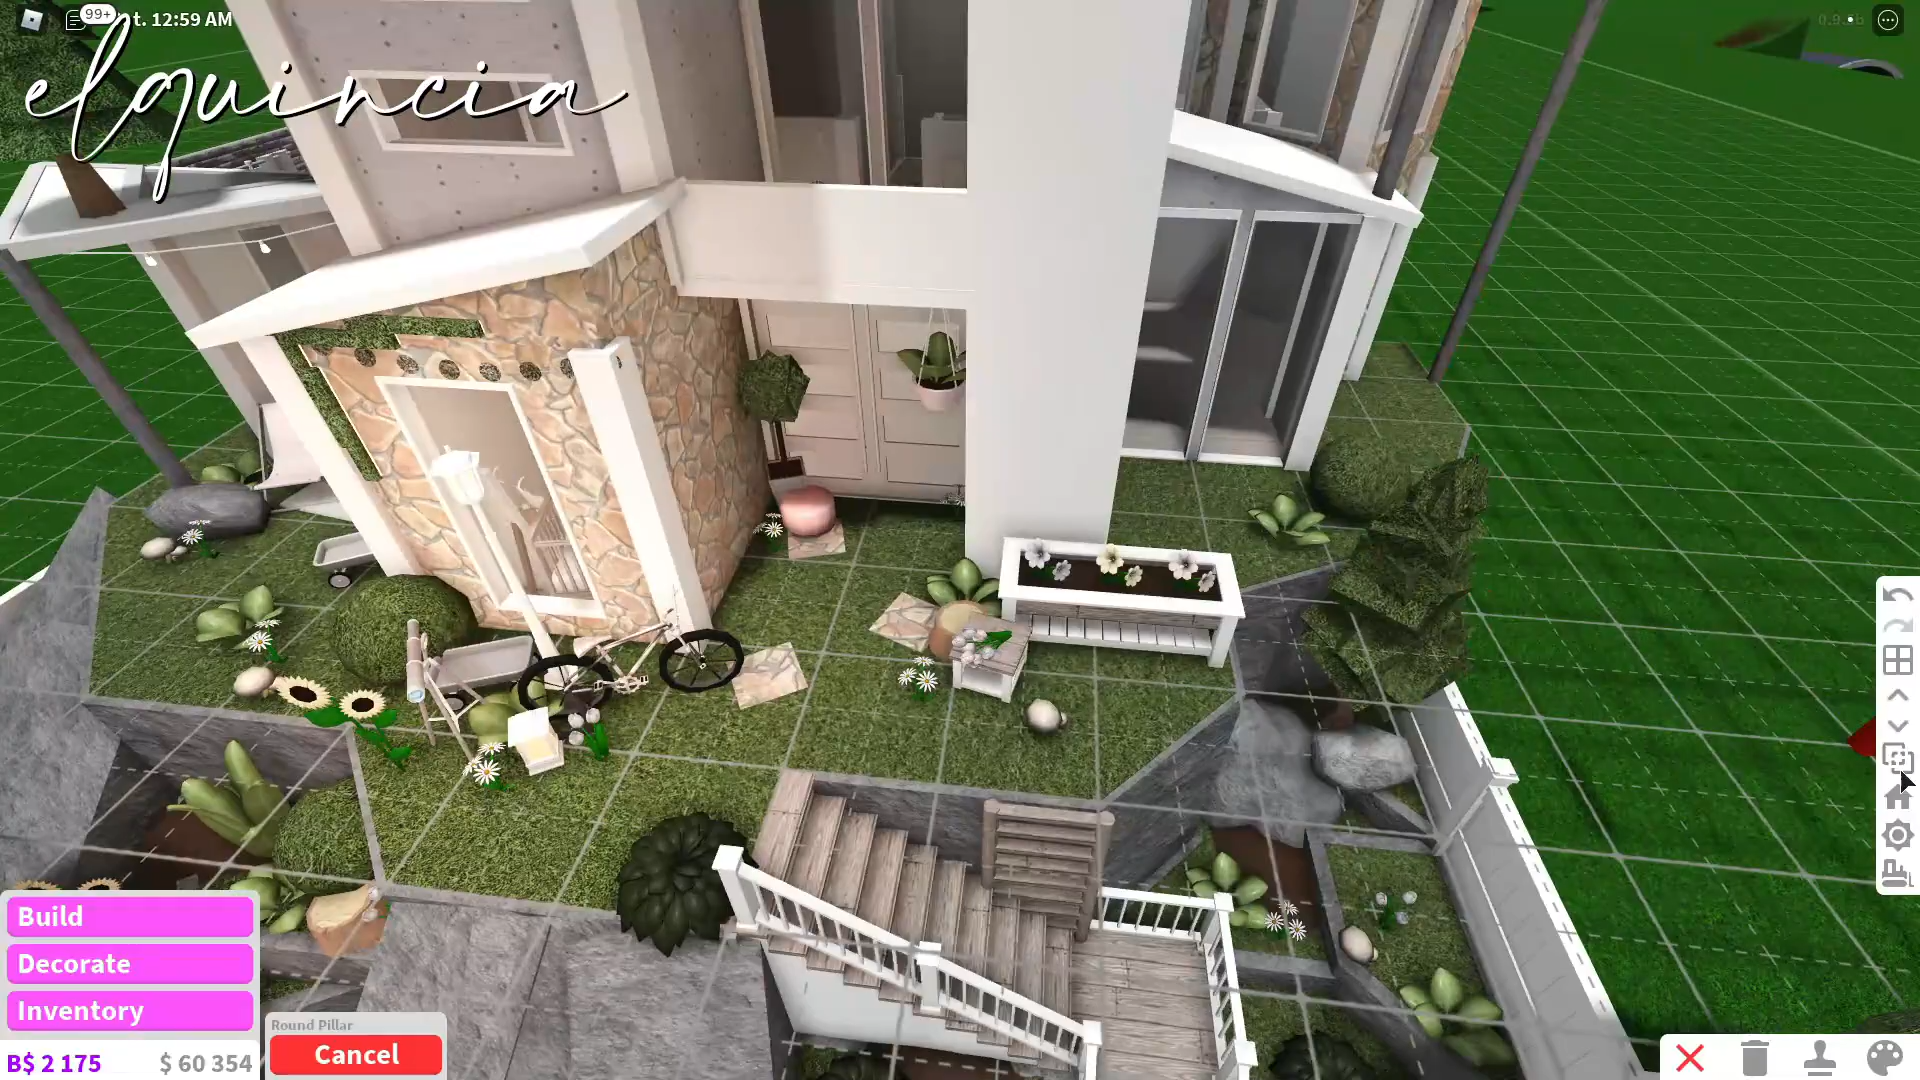 99+
t. 12:59 AM
elquincia
Build
Decorate
Inventory
Round Pillar
Cancel
B$ 2 175
$ 60 354